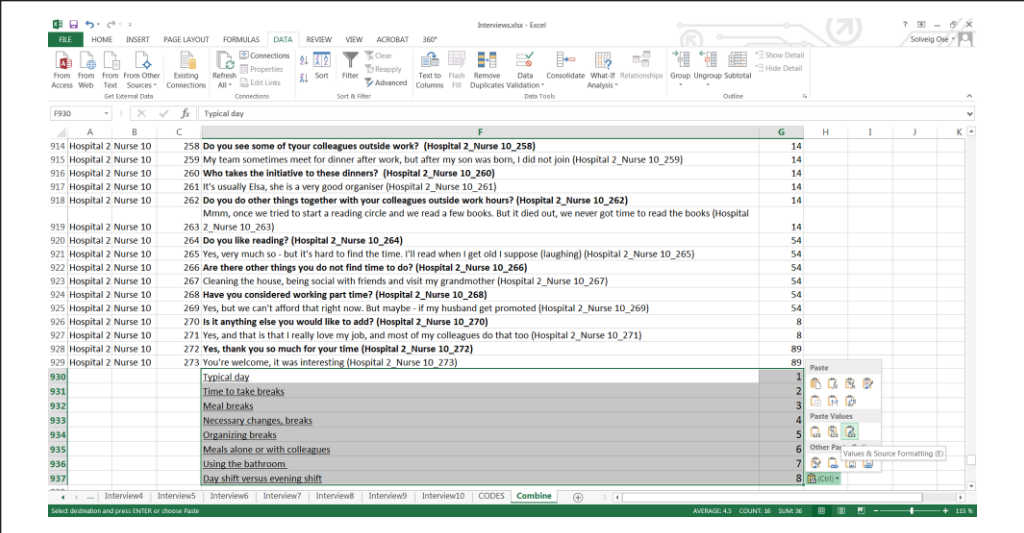 Interviews.xlsx - Excel
FILE HOME INSERT PAGE LAYOUT FORMULAS DATA REVIEW VIEW ACROBAT 360° Solveig Ose
Connections Clear Show Detail
Properties Reapply Hide Detail
Edit Links Advanced
From From From From Other Existing Refresh Sort Filter Text to Flash Remove Data Consolidate What-If Relationships Group Ungroup Subtotal
Access Web Text Sources Connections All Columns Fill Duplicates Validation Analysis
Get External Data Connections Sort & Filter Data Tools Outline
F930 fx Typical day
A B C F G H I J K
914 Hospital 2 Nurse 10 258 Do you see some of tyour colleagues outside work? (Hospital 2_Nurse 10_258) 14
915 Hospital 2 Nurse 10 259 My team sometimes meet for dinner after work, but after my son was born, I did not join (Hospital 2_Nurse 10_259) 14
916 Hospital 2 Nurse 10 260 Who takes the initiative to these dinners? (Hospital 2_Nurse 10_260) 14
917 Hospital 2 Nurse 10 261 It's usually Elsa, she is a very good organiser (Hospital 2_Nurse 10_261) 14
918 Hospital 2 Nurse 10 262 Do you do other things together with your colleagues outside work hours? (Hospital 2_Nurse 10_262) 14
Mmm, once we tried to start a reading circle and we read a few books. But it died out, we never got time to read the books (Hospital
919 Hospital 2 Nurse 10 263 2_Nurse 10_263) 14
920 Hospital 2 Nurse 10 264 Do you like reading? (Hospital 2_Nurse 10_264) 54
921 Hospital 2 Nurse 10 265 Yes, very much so - but it's hard to find the time. I'll read when I get old I suppose (laughing) (Hospital 2_Nurse 10_265) 54
922 Hospital 2 Nurse 10 266 Are there other things you do not find time to do? (Hospital 2_Nurse 10_266) 54
923 Hospital 2 Nurse 10 267 Cleaning the house, being social with friends and visit my grandmother (Hospital 2_Nurse 10_267) 54
924 Hospital 2 Nurse 10 268 Have you considered working part time? (Hospital 2_Nurse 10_268) 54
925 Hospital 2 Nurse 10 269 Yes, but we can't afford that right now. But maybe - if my husband get promoted (Hospital 2_Nurse 10_269) 54
926 Hospital 2 Nurse 10 270 Is it anything else you would like to add? (Hospital 2_Nurse 10_270) 8
927 Hospital 2 Nurse 10 271 Yes, and that is that I really love my job, and most of my colleagues do that too (Hospital 2_Nurse 10_271) 8
928 Hospital 2 Nurse 10 272 Yes, thank you so much for your time (Hospital 2_Nurse 10_272) 89
929 Hospital 2 Nurse 10 273 You're welcome, it was interesting (Hospital 2_Nurse 10_273) 89
930 Typical day 1
931 Time to take breaks 2
932 Meal breaks 3
933 Necessary changes, breaks 4
934 Organizing breaks 5
935 Meals alone or with colleagues 6
936 Using the bathroom 7
937 Day shift versus evening shift 8
Paste
Paste Values
Other
Values & Source Formatting (E)
(Ctrl)
... Interview4 Interview5 Interview6 Interview7 Interview8 Interview9 Interview10 CODES Combine
Select destination and press ENTER or choose Paste AVERAGE: 4,5 COUNT: 16 SUM: 36 115 %